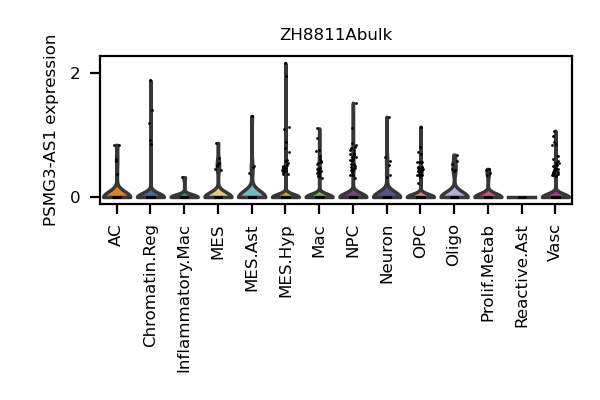 ZH8811Abulk
PSMG3-AS1 expression
2
0
AC
Chromatin.Reg
Inflammatory.Mac
MES
MES.Ast
MES.Hyp
Mac
NPC
Neuron
OPC
Oligo
Prolif.Metab
Reactive.Ast
Vasc